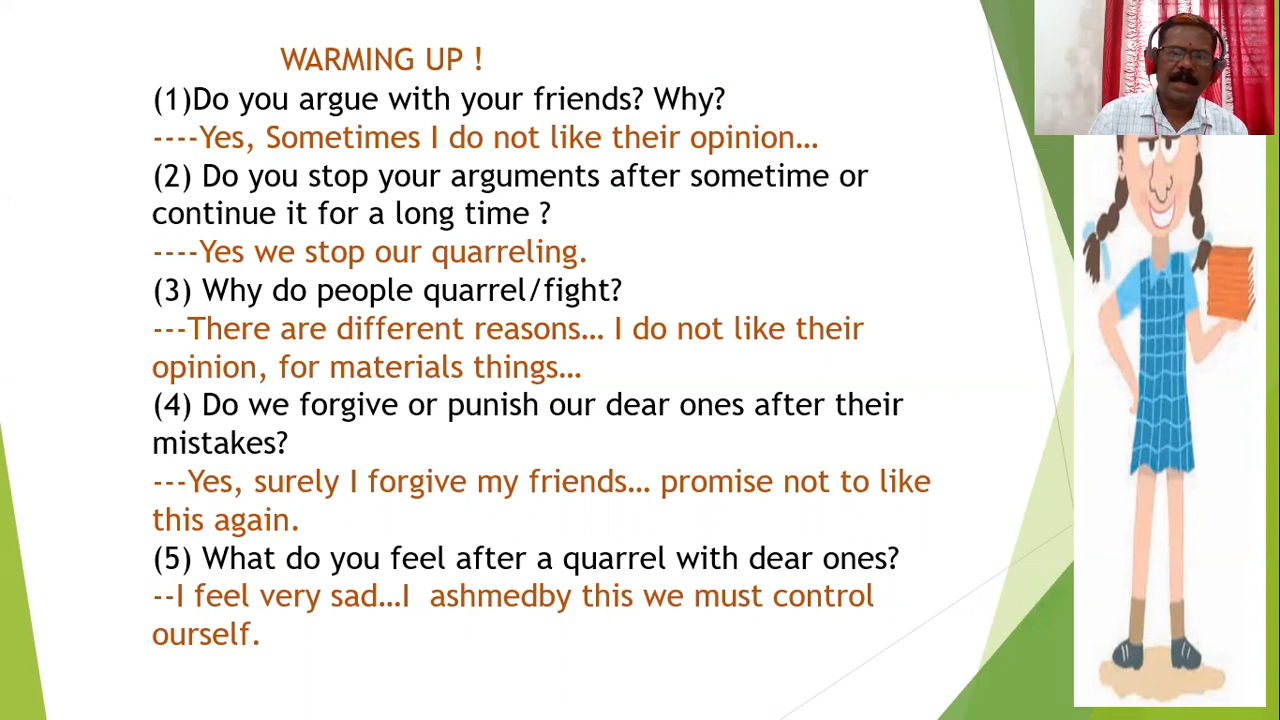 WARMING UP !
(1)Do you argue with your friends? Why?
----Yes, Sometimes I do not like their opinion…
(2) Do you stop your arguments after sometime or
continue it for a long time ?
----Yes we stop our quarreling.
(3) Why do people quarrel/fight?
---There are different reasons… I do not like their
opinion, for materials things…
(4) Do we forgive or punish our dear ones after their
mistakes?
---Yes, surely I forgive my friends… promise not to like
this again.
(5) What do you feel after a quarrel with dear ones?
--I feel very sad…I  ashmedby this we must control
ourself.